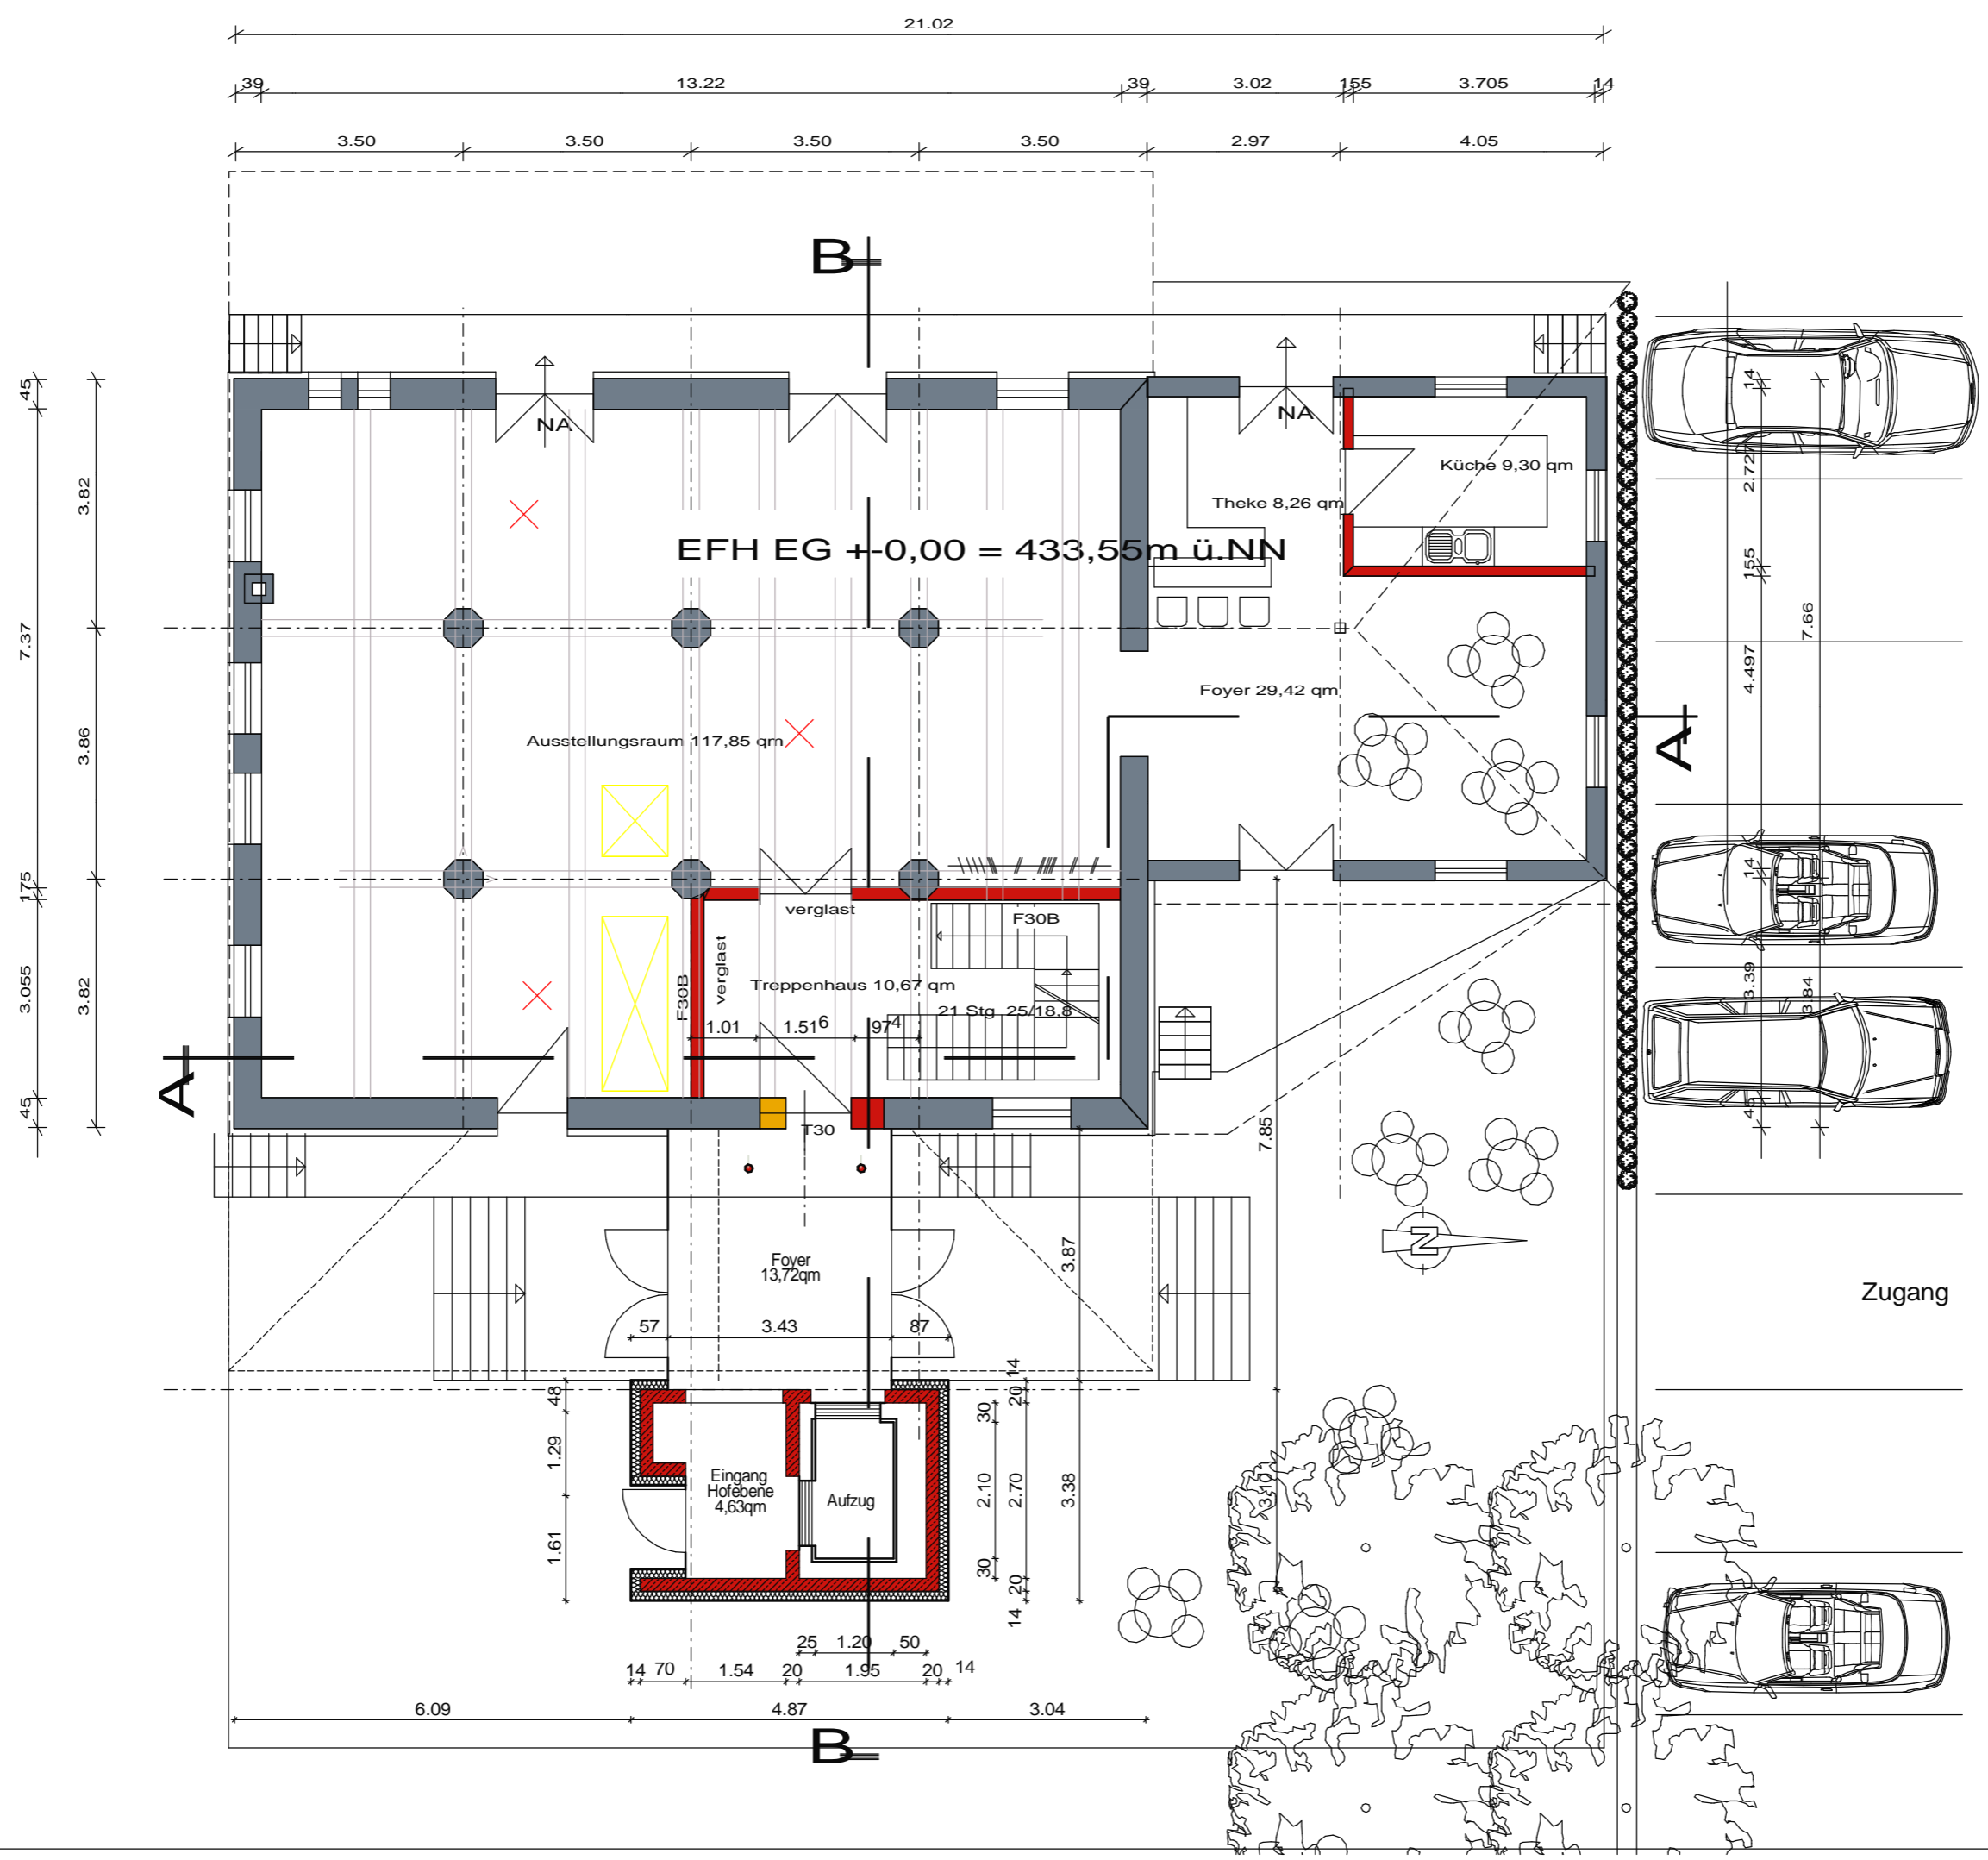 21.02
39 13.22 39 3.02 155 3.705 14
3.50 3.50 3.50 3.50 2.97 4.05
B
NA
NA
Küche 9,30 qm
Theke 8,26 qm
EFH EG +-0,00 = 433,55m ü.NN
Foyer 29,42 qm
Ausstellungsraum 117,85 qm
A
A
verglast
verglast
F30B
F30B
Treppenhaus 10,67 qm
21 Stg 25/18.8
1.01 1.51 6 97 4
T30
45
7.37
175
3.055
45
3.82
3.86
3.82
14
2.727
155
4.497
14
3.39
45
7.66
3.84
7.85
3.10
N
Zugang
Foyer
13,72qm
57 3.43 87
3.87
3.38
14
20
2.70
20
14
30
2.10
30
48
1.29
1.61
Eingang
Hofebene
4,63qm
Aufzug
25 1.20 50
14 70 1.54 20 1.95 20 14
6.09 4.87 3.04
B